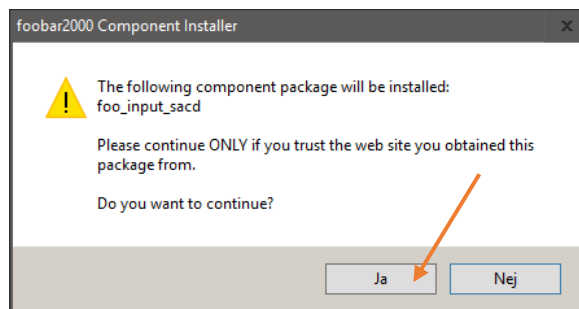 foobar2000 Component Installer
The following component package will be installed:
foo_input_sacd
Please continue ONLY if you trust the web site you obtained this
package from.
Do you want to continue?
Ja
Nej